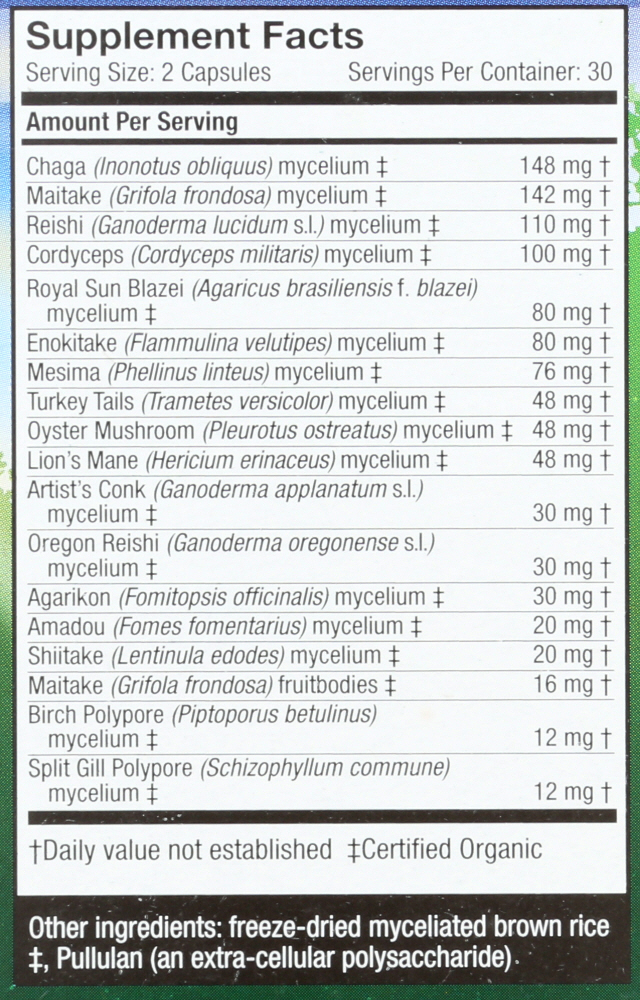 Supplement Facts
Serving Size: 2 Capsules Servings Per Container: 30
Amount Per Serving
Chaga (Inonotus obliquus) mycelium ‡ 148 mg †
Maitake (Grifola frondosa) mycelium ‡ 142 mg †
Reishi (Ganoderma lucidum s.l.) mycelium ‡ 110 mg †
Cordyceps (Cordyceps militaris) mycelium ‡ 100 mg †
Royal Sun Blazei (Agaricus brasiliensis f. blazei)
mycelium ‡ 80 mg †
Enokitake (Flammulina velutipes) mycelium ‡ 80 mg †
Mesima (Phellinus linteus) mycelium ‡ 76 mg †
Turkey Tails (Trametes versicolor) mycelium ‡ 48 mg †
Oyster Mushroom (Pleurotus ostreatus) mycelium ‡ 48 mg †
Lion's Mane (Hericium erinaceus) mycelium ‡ 48 mg †
Artist's Conk (Ganoderma applanatum s.l.)
mycelium ‡ 30 mg †
Oregon Reishi (Ganoderma oregonense s.l.)
mycelium ‡ 30 mg †
Agarikon (Fomitopsis officinalis) mycelium ‡ 30 mg †
Amadou (Fomes fomentarius) mycelium ‡ 20 mg †
Shiitake (Lentinula edodes) mycelium ‡ 20 mg †
Maitake (Grifola frondosa) fruitbodies ‡ 16 mg †
Birch Polypore (Piptoporus betulinus)
mycelium ‡ 12 mg †
Split Gill Polypore (Schizophyllum commune)
mycelium ‡ 12 mg †
†Daily value not established ‡Certified Organic
Other ingredients: freeze-dried myceliated brown rice
‡, Pullulan (an extra-cellular polysaccharide).